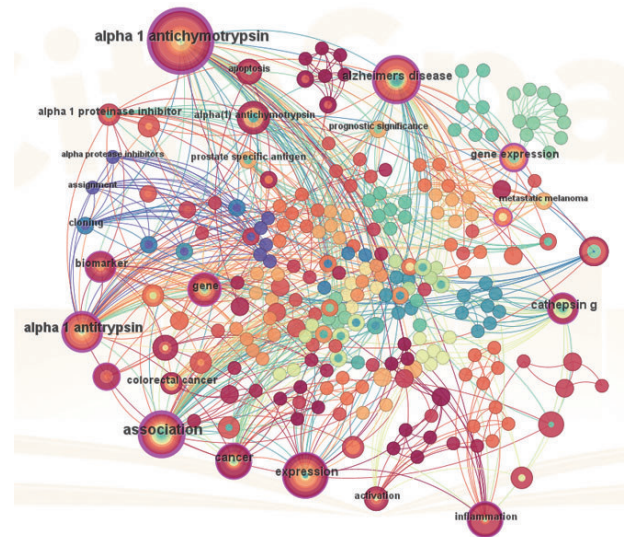 alpha 1 antichymotrypsin
alzheimers disease
apoptosis
alpha 1 proteinase inhibitor
alpha(1) antichymotrypsin
prognostic significance
gene expression
alpha protease inhibitors
prostate specific antigen
assignment
metastatic melanoma
cloning
biomarker
gene
cathepsin g
alpha 1 antitrypsin
colorectal cancer
association
cancer
expression
activation
inflammation